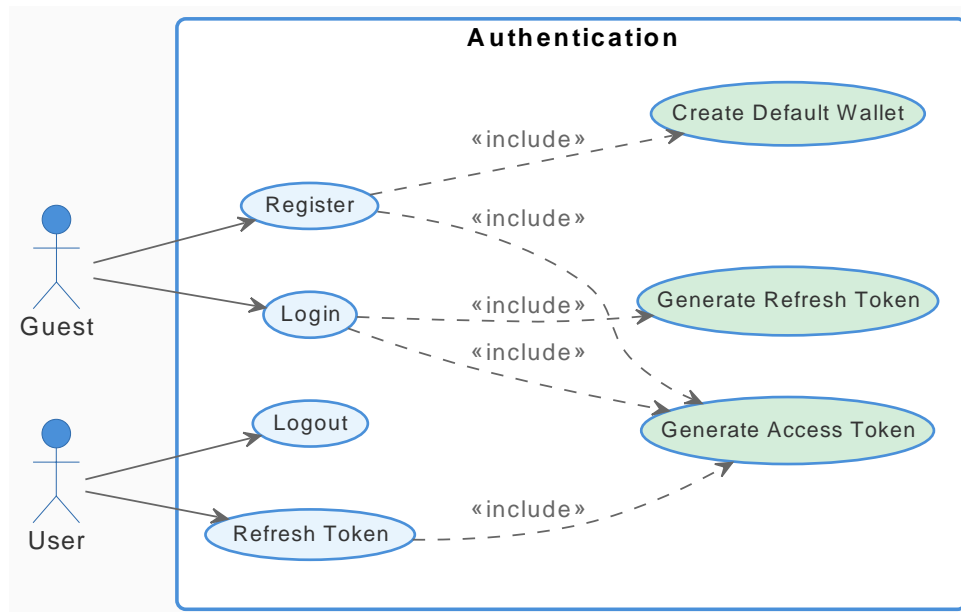 Authentication
Create Default Wallet
«include»
Register
«include»
Generate Refresh Token
«include»
Login
Guest
«include»
Logout
Generate Access Token
«include»
Refresh Token
User